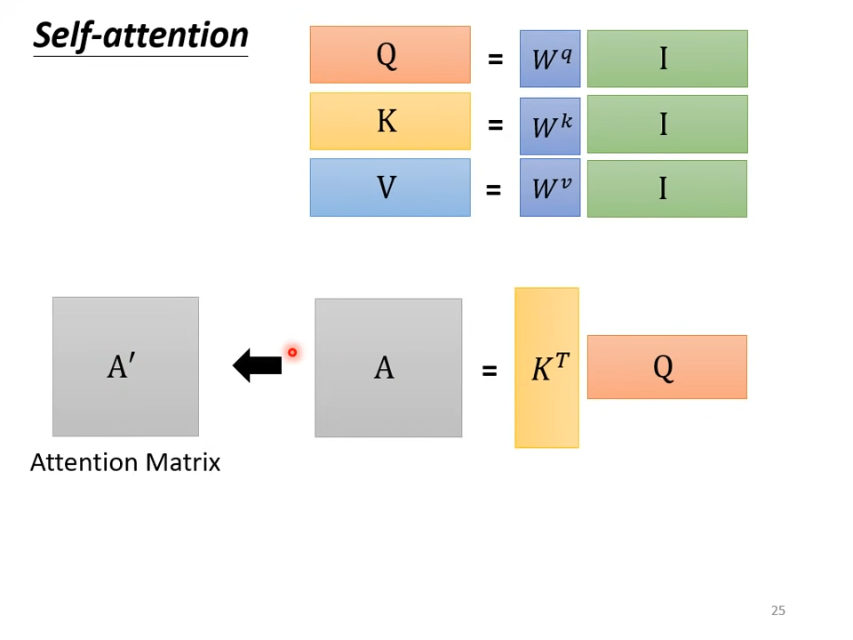 Self-attention
Q = W^q I
K = W^k I
V = W^v I
A′ A = K^T Q
Attention Matrix
25